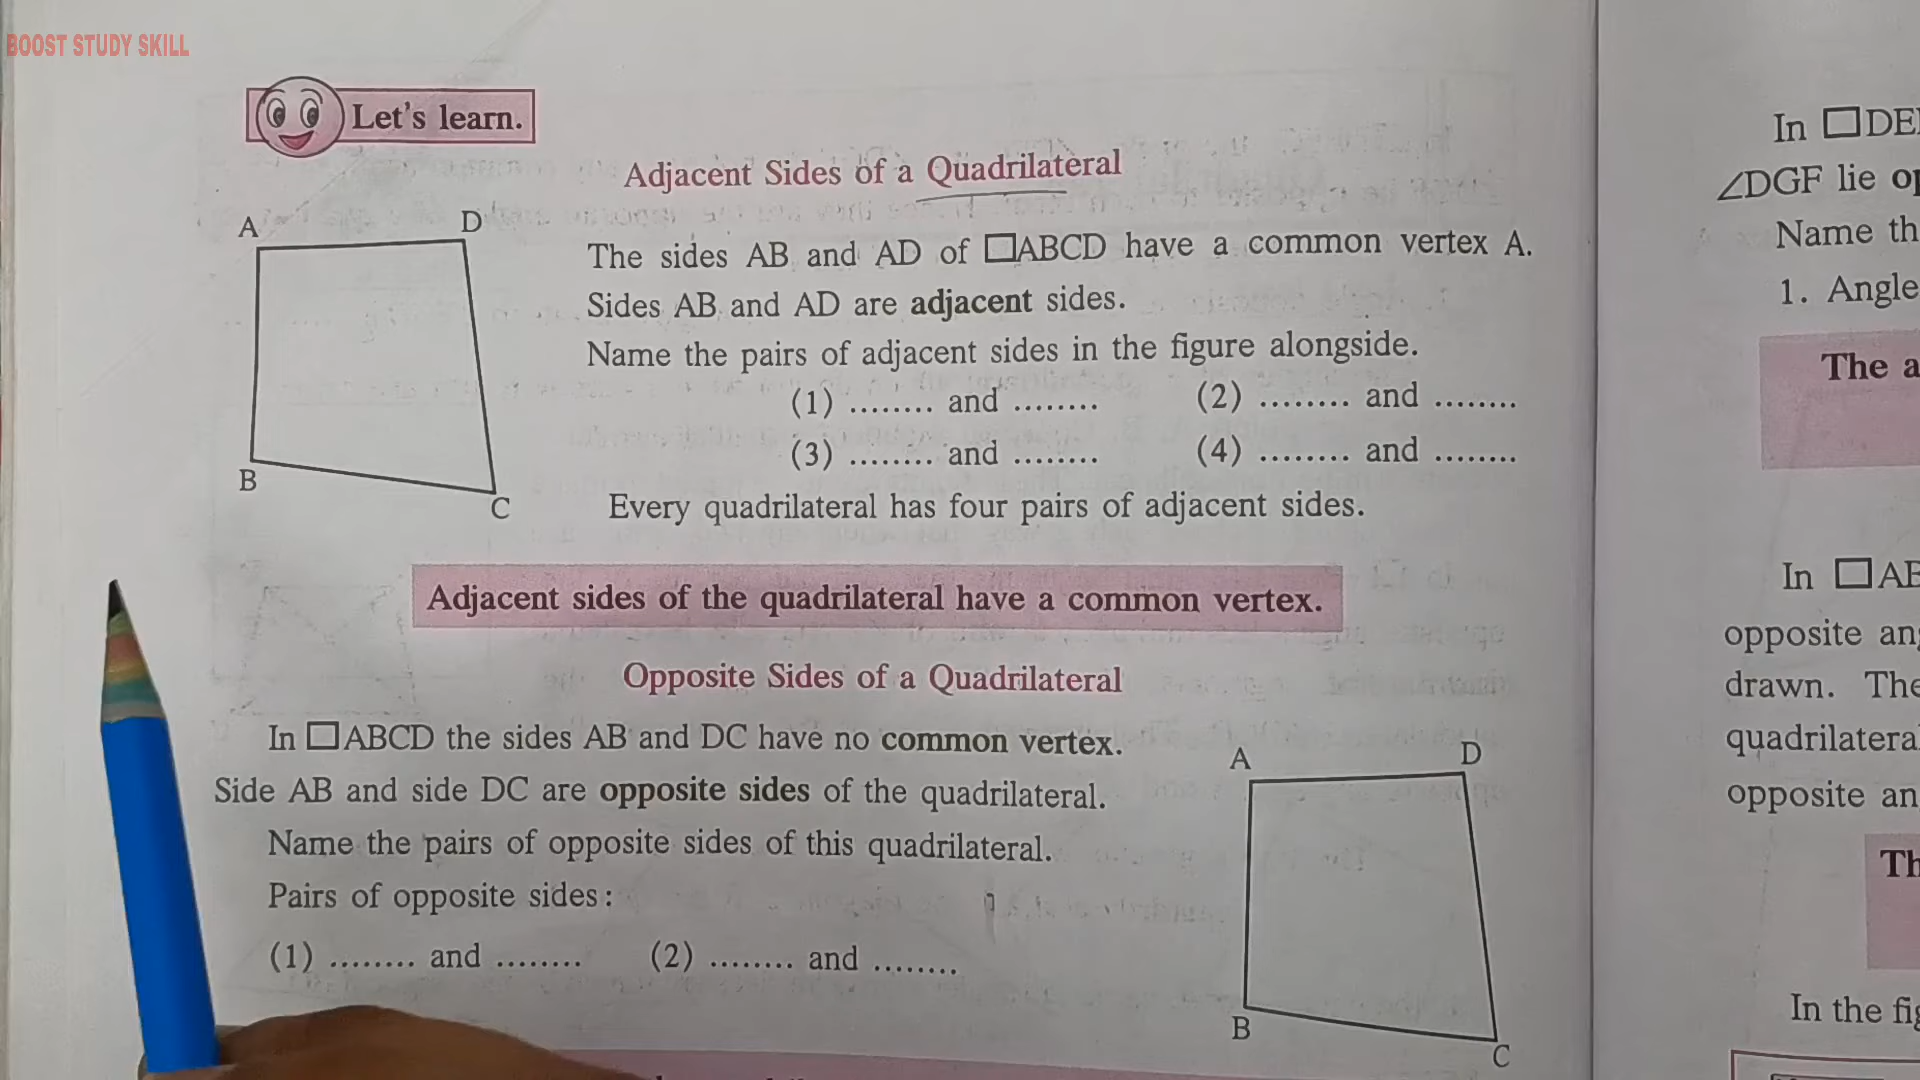 BOOST STUDY SKILL
Let's learn.
Adjacent Sides of a Quadrilateral
A
D
B
C
The sides AB and AD of □ABCD have a common vertex A.
Sides AB and AD are adjacent sides.
Name the pairs of adjacent sides in the figure alongside.
(1) ........ and ........ (2) ........ and ........
(3) ........ and ........ (4) ........ and ........
Every quadrilateral has four pairs of adjacent sides.
Adjacent sides of the quadrilateral have a common vertex.
Opposite Sides of a Quadrilateral
In □ABCD the sides AB and DC have no common vertex.
Side AB and side DC are opposite sides of the quadrilateral.
Name the pairs of opposite sides of this quadrilateral.
Pairs of opposite sides:
(1) ........ and ........ (2) ........ and ........
A
D
B
C
In □DE
∠DGF lie
Name th
1. Angle
The a
In □AB
opposite
drawn. The
quadrilatera
opposite an
Th
In the